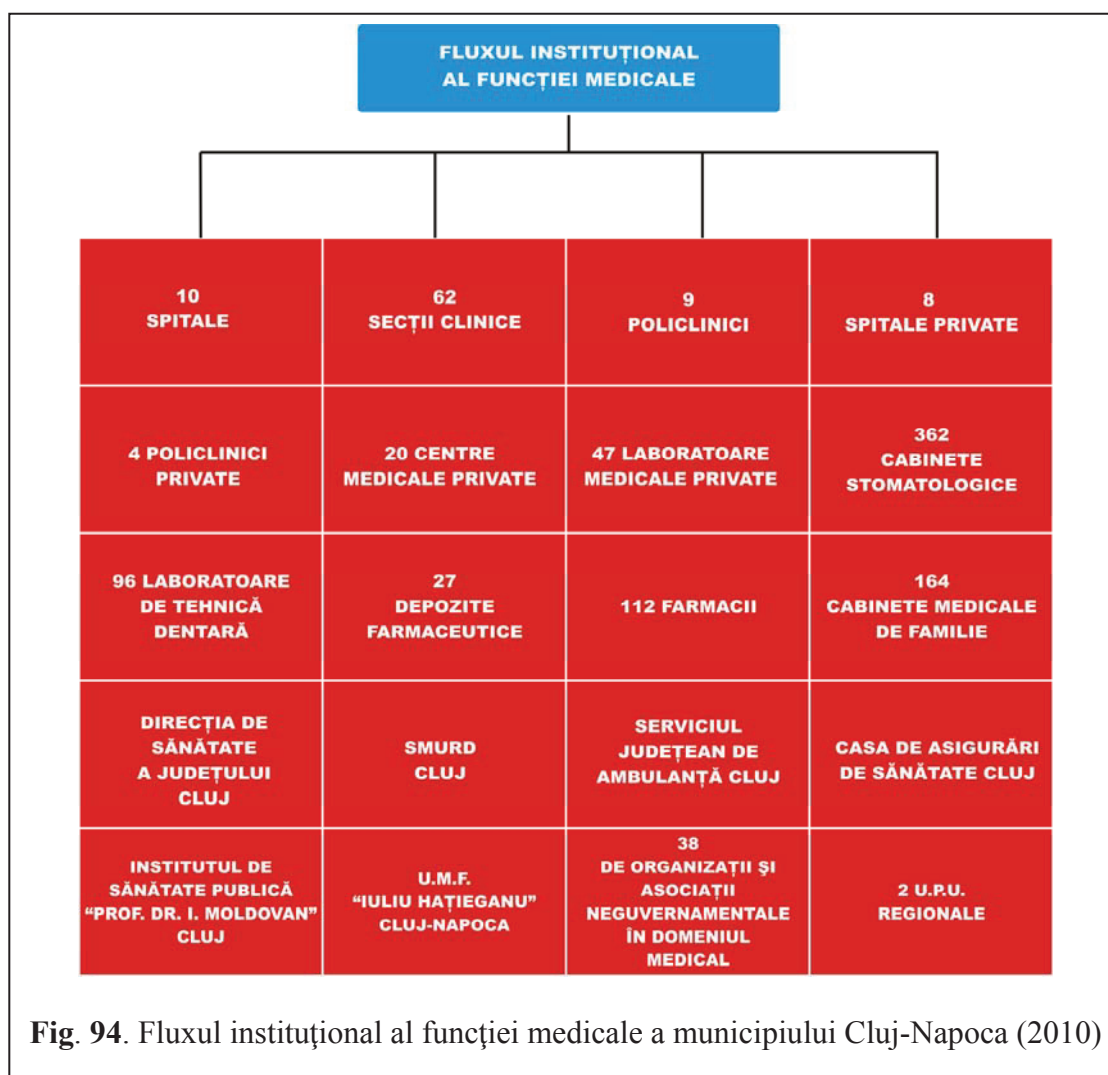 FLUXUL INSTITUȚIONAL
AL FUNCȚIEI MEDICALE
10
SPITALE
62
SECȚII CLINICE
9
POLICLINICI
8
SPITALE PRIVATE
4 POLICLINICI
PRIVATE
20 CENTRE
MEDICALE PRIVATE
47 LABORATOARE
MEDICALE PRIVATE
362
CABINETE
STOMATOLOGICE
96 LABORATOARE
DE TEHNICĂ
DENTARĂ
27
DEPOZITE
FARMACEUTICE
112 FARMACII
164
CABINETE MEDICALE
DE FAMILIE
DIRECȚIA DE
SĂNĂTATE
A JUDEȚULUI
CLUJ
SMURD
CLUJ
SERVICIUL
JUDEȚEAN DE
AMBULANȚĂ CLUJ
CASA DE ASIGURĂRI
DE SĂNĂTATE CLUJ
INSTITUTUL DE
SĂNĂTATE PUBLICĂ
“PROF. DR. I. MOLDOVAN”
CLUJ
U.M.F.
“IULIU HAȚIEGANU”
CLUJ-NAPOCA
38
DE ORGANIZAȚII ŞI
ASOCIAȚII
NEGUVERNAMENTALE
ÎN DOMENIUL
MEDICAL
2 U.P.U.
REGIONALE
Fig. 94. Fluxul instituţional al funcţiei medicale a municipiului Cluj-Napoca (2010)